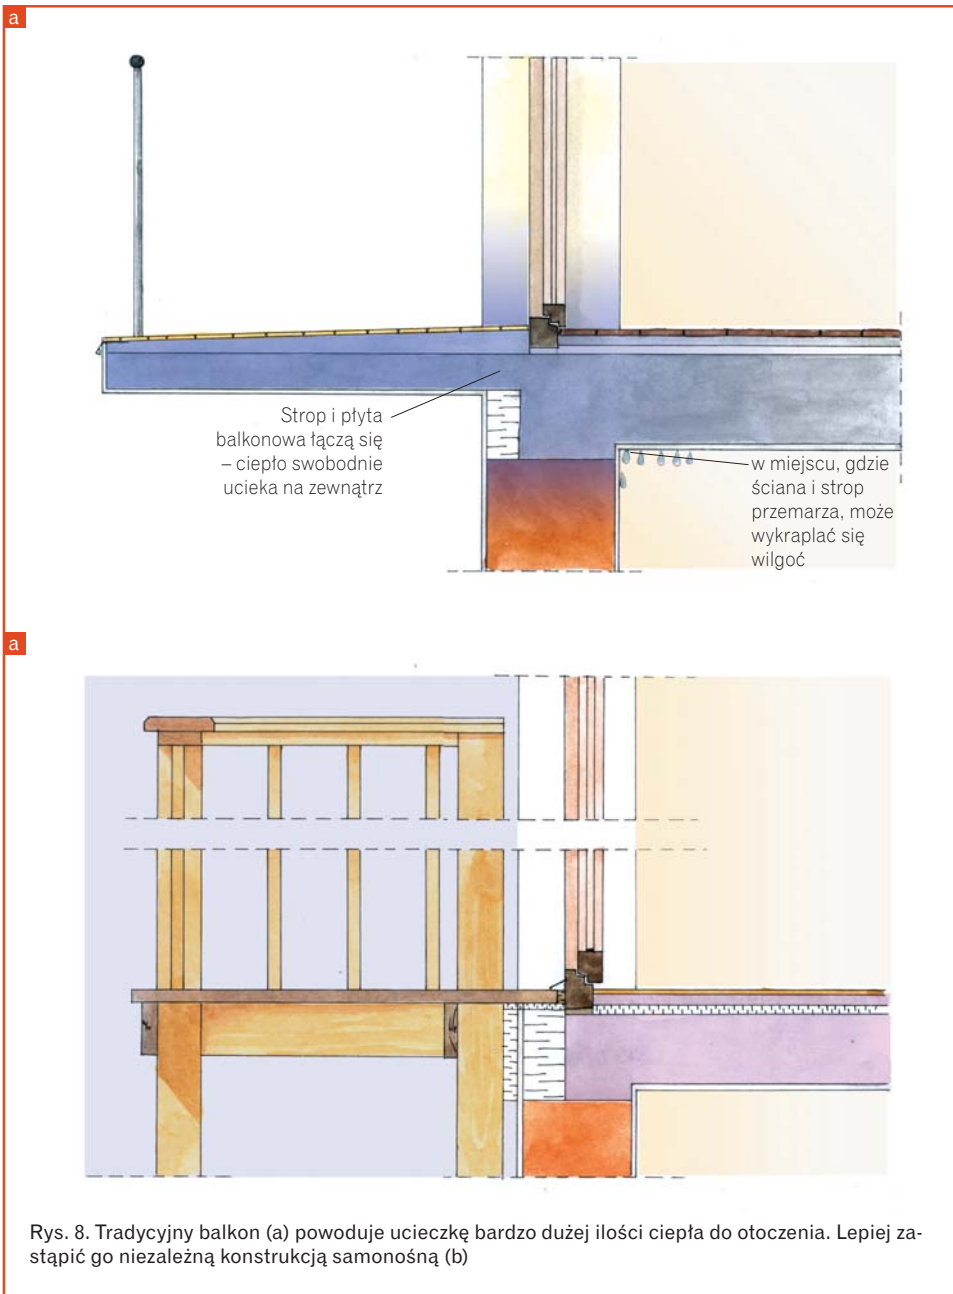 a
Strop i płyta
balkonowa łączą się
– ciepło swobodnie
ucieka na zewnątrz
w miejscu, gdzie
ściana i strop
przemarza, może
wykraplać się
wilgoć
a
Rys. 8. Tradycyjny balkon (a) powoduje ucieczkę bardzo dużej ilości ciepła do otoczenia. Lepiej za-
stąpić go niezależną konstrukcją samonośną (b)